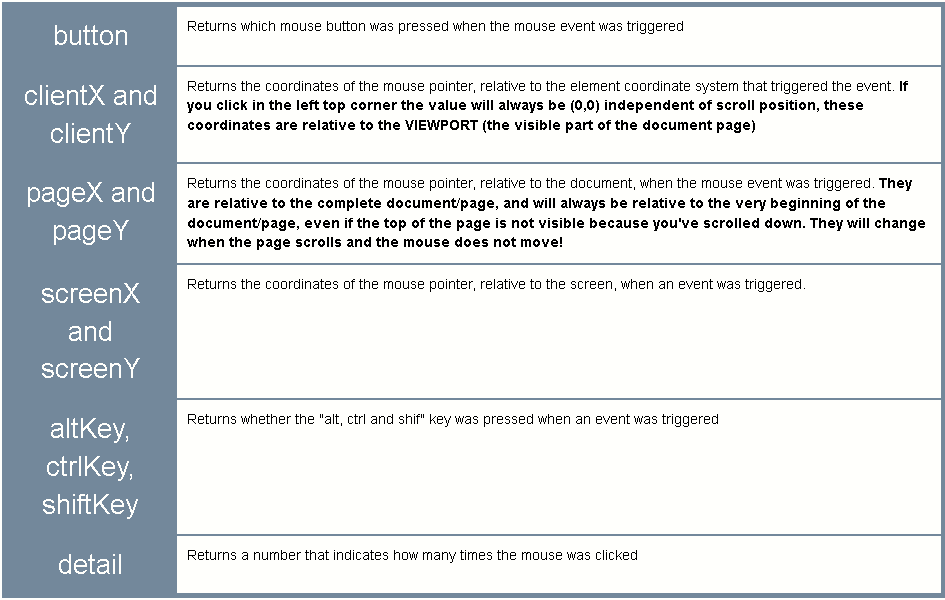 button
Returns which mouse button was pressed when the mouse event was triggered
clientX and
clientY
Returns the coordinates of the mouse pointer, relative to the element coordinate system that triggered the event. If
you click in the left top corner the value will always be (0,0) independent of scroll position, these
coordinates are relative to the VIEWPORT (the visible part of the document page)
pageX and
pageY
Returns the coordinates of the mouse pointer, relative to the document, when the mouse event was triggered. They
are relative to the complete document/page, and will always be relative to the very beginning of the
document/page, even if the top of the page is not visible because you've scrolled down. They will change
when the page scrolls and the mouse does not move!
screenX
and
screenY
Returns the coordinates of the mouse pointer, relative to the screen, when an event was triggered.
altKey,
ctrlKey,
shiftKey
Returns whether the "alt, ctrl and shif" key was pressed when an event was triggered
detail
Returns a number that indicates how many times the mouse was clicked